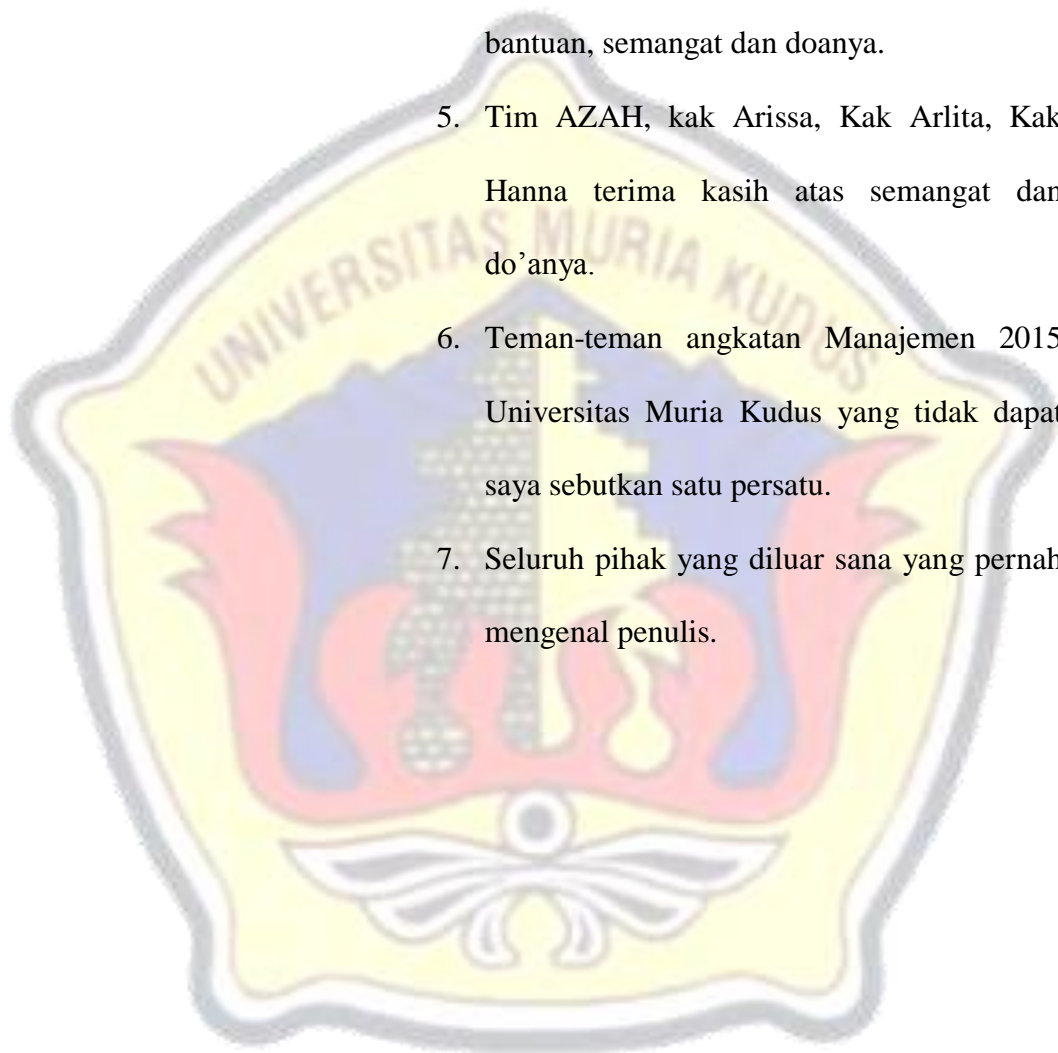 bantuan, semangat dan doanya.
5. Tim AZAH, kak Arissa, Kak Arlita, Kak
Hanna terima kasih atas semangat dan
do’anya.
6. Teman-teman angkatan Manajemen 2015
Universitas Muria Kudus yang tidak dapat
saya sebutkan satu persatu.
7. Seluruh pihak yang diluar sana yang pernah
mengenal penulis.
UNIVERSITAS MURIA KUDUS